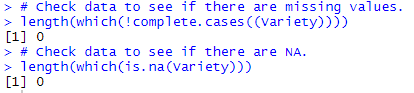 > # Check data to see if there are missing values.
> length(which(!complete.cases((Variety))))
[1] 0
> # Check data to see if there are NA.
> length(which(is.na(Variety)))
[1] 0